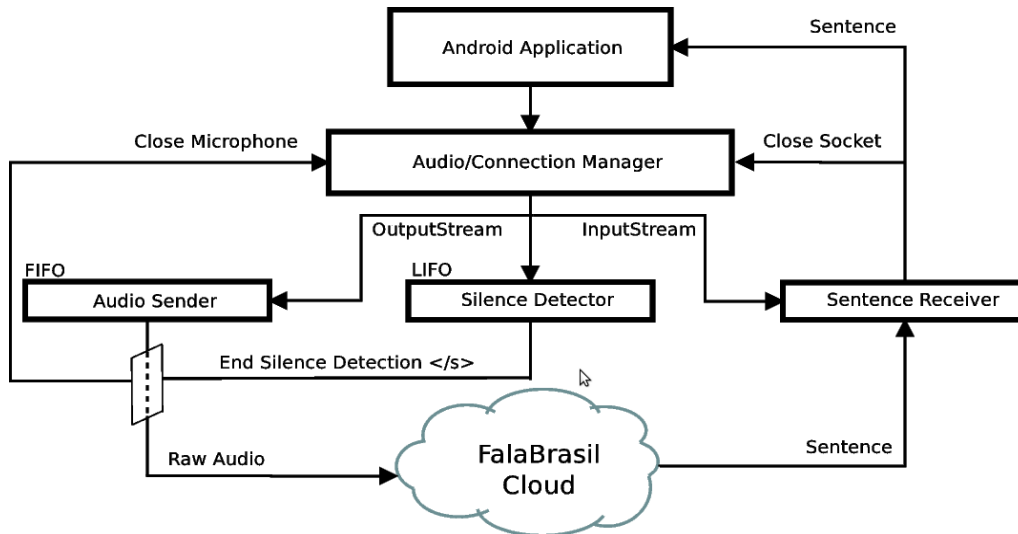 Sentence
Android Application
Close Microphone
Close Socket
Audio/Connection Manager
OutputStream
InputStream
FIFO
LIFO
Audio Sender
Silence Detector
Sentence Receiver
End Silence Detection </s>
Raw Audio
FalaBrasil
Cloud
Sentence